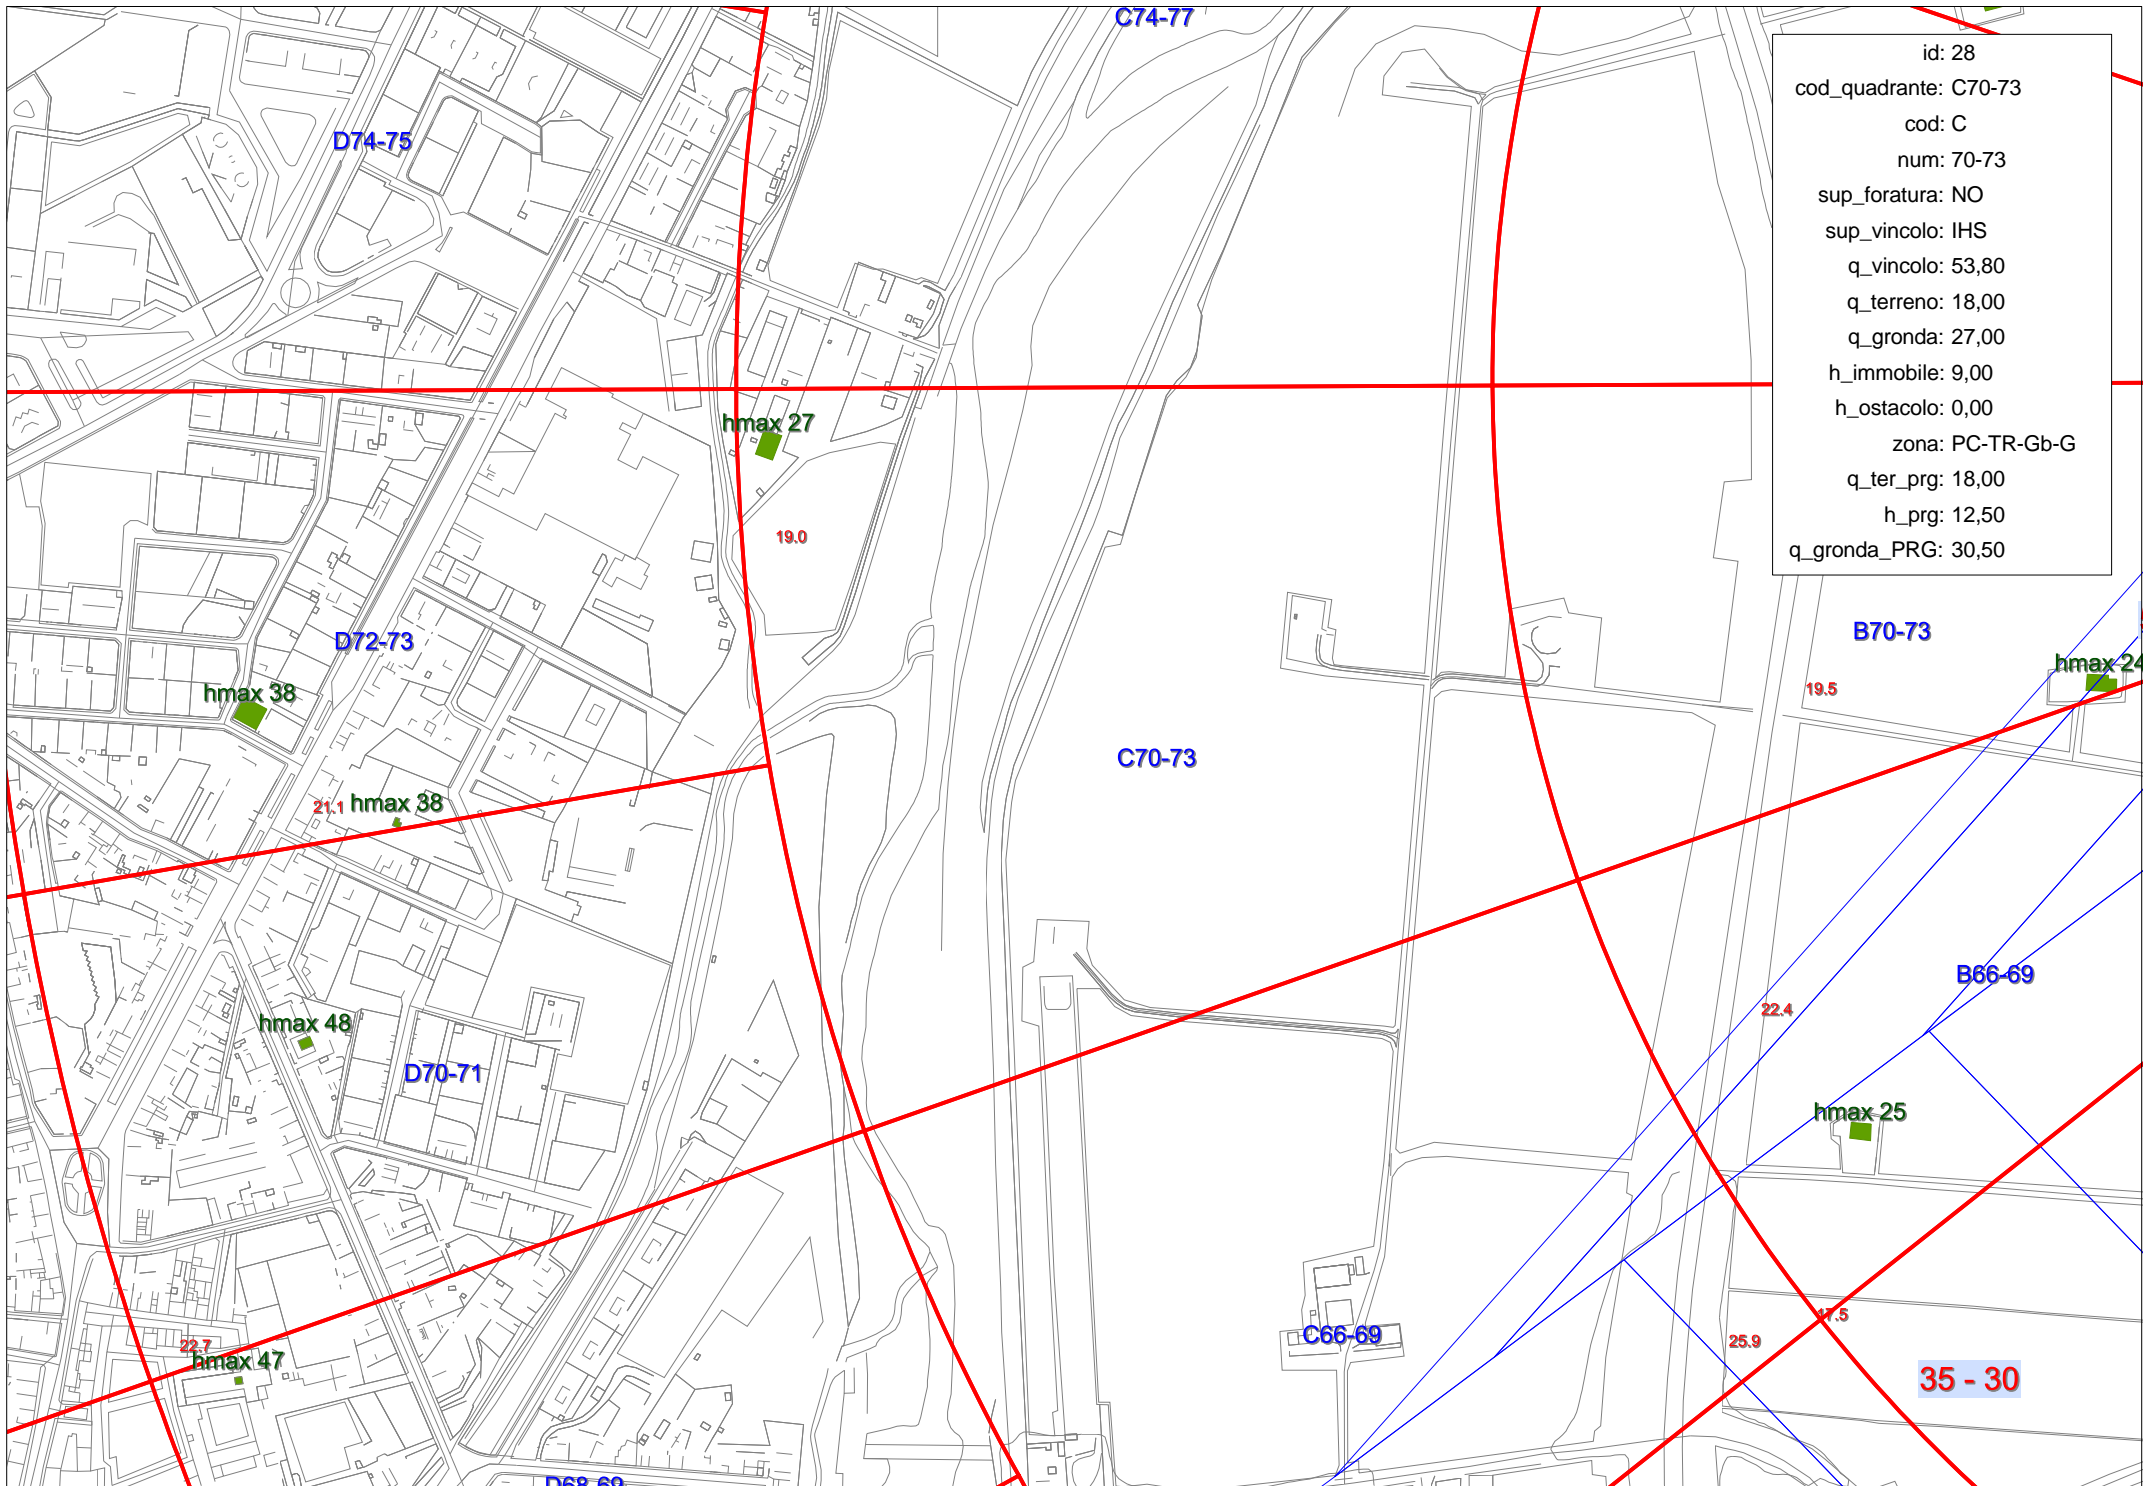 C74-77
id: 28
cod_quadrante: C70-73
cod: C
num: 70-73
sup_foratura: NO
sup_vincolo: IHS
q_vincolo: 53,80
q_terreno: 18,00
q_gronda: 27,00
h_immobile: 9,00
h_ostacolo: 0,00
zona: PC-TR-Gb-G
q_ter_prg: 18,00
h_prg: 12,50
q_gronda_PRG: 30,50
D74-75
hmax 27
19.0
D72-73
B70-73
hmax 24
hmax 38
19.5
C70-73
21.1 hmax 38
B66-69
22.4
hmax 48
D70-71
hmax 25
17.5
C66-69
25.9
22.7
hmax 47
35 - 30
D68-69